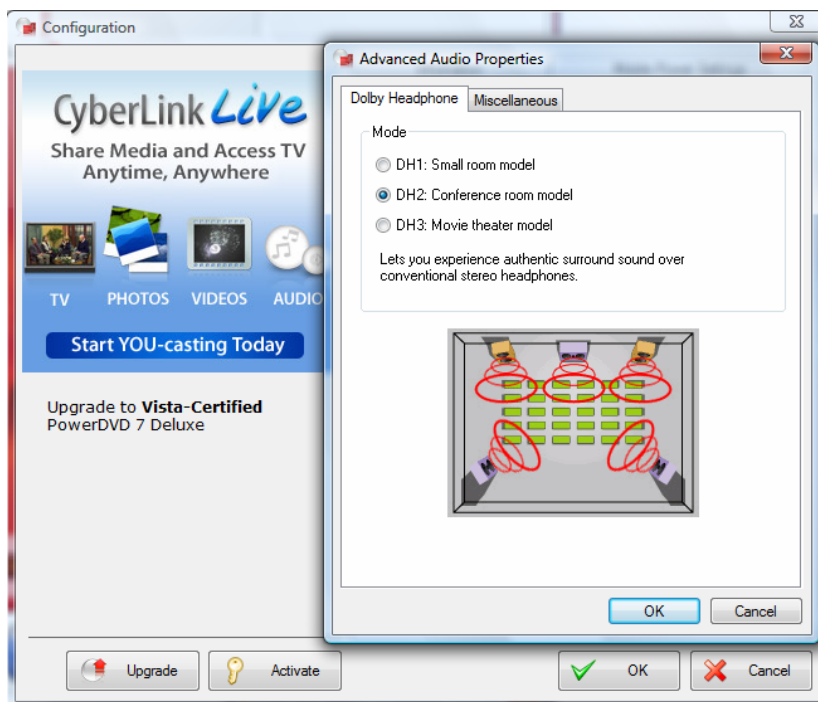 Configuration
CyberLink Live
Share Media and Access TV
Anytime, Anywhere
TV PHOTOS VIDEOS AUDIO
Start YOU-casting Today
Upgrade to Vista-Certified
PowerDVD 7 Deluxe
Upgrade
Activate
OK
Cancel
Advanced Audio Properties
Dolby Headphone
Miscellaneous
Mode
DH1: Small room model
DH2: Conference room model
DH3: Movie theater model
Lets you experience authentic surround sound over
conventional stereo headphones.
OK
Cancel